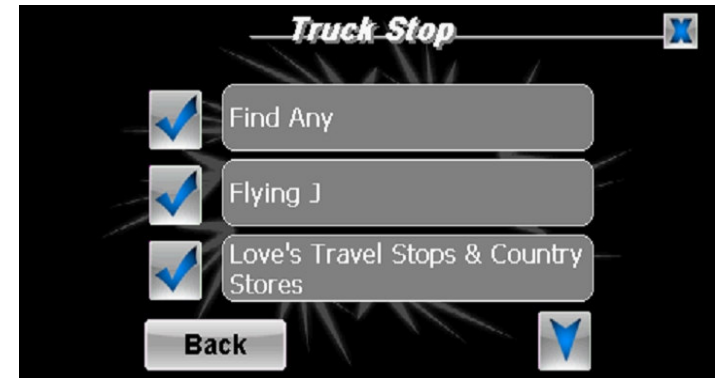 Truck Stop
X
Find Any
Flying J
Love's Travel Stops & Country
Stores
Back